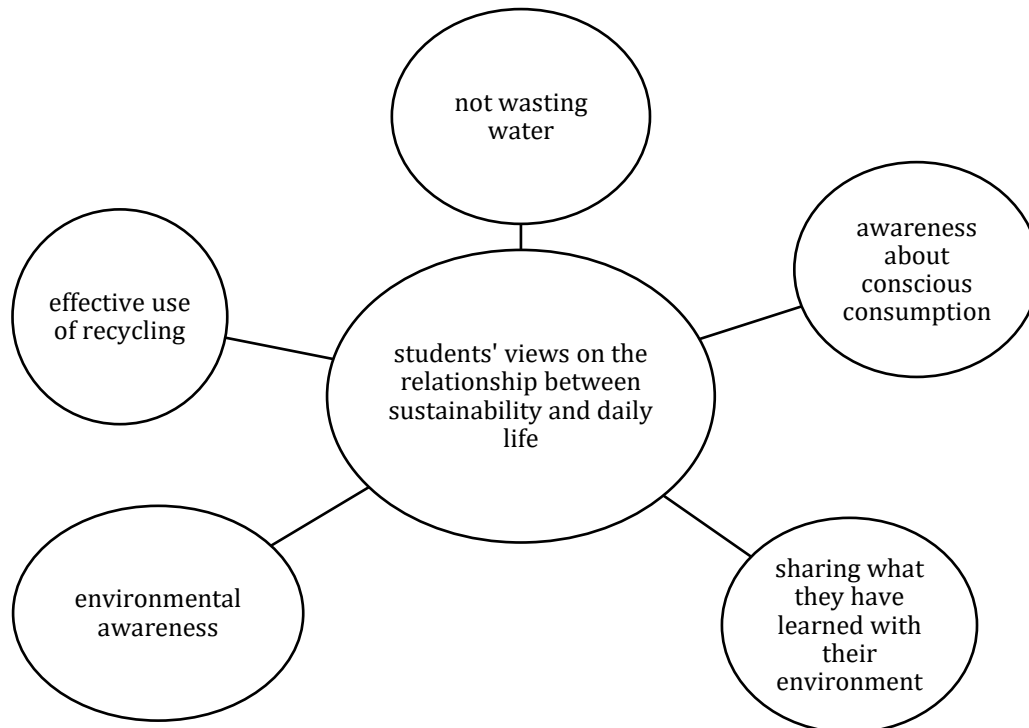 not wasting
water
awareness
about
conscious
consumption
effective use
of recycling
students' views on the
relationship between
sustainability and daily
life
environmental
awareness
sharing what
they have
learned with
their
environment